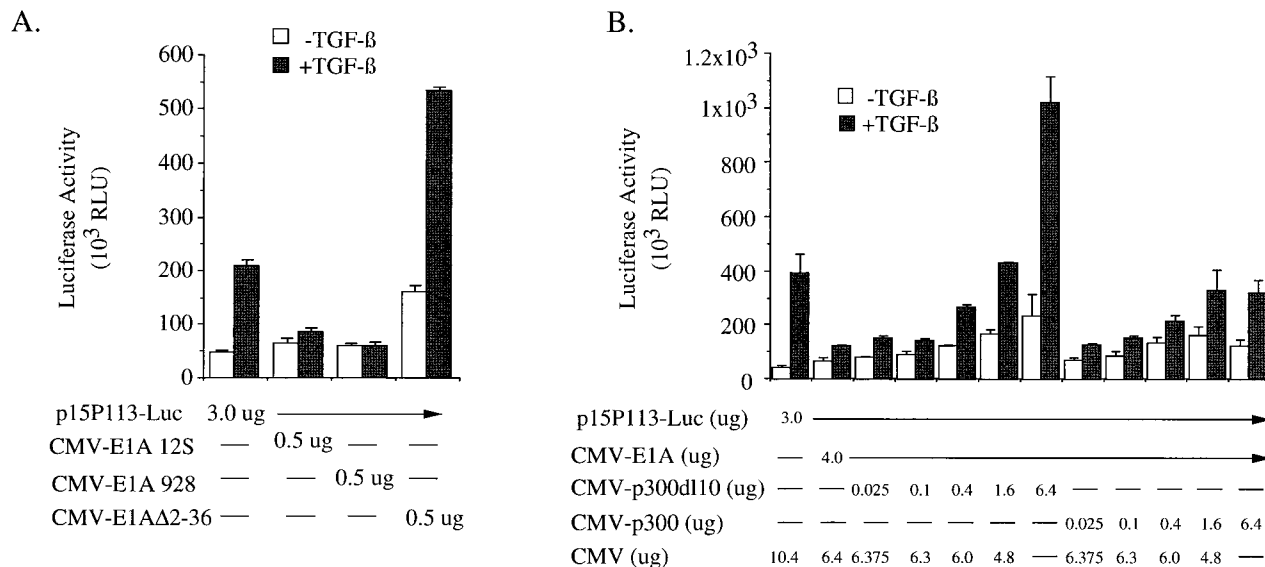 A.
-TGF-ß
+TGF-ß
600
500
400
300
200
100
0
Luciferase Activity
(10³ RLU)
p15P113-Luc 3.0 ug
CMV-E1A 12S — 0.5 ug — —
CMV-E1A 928 — — 0.5 ug —
CMV-E1AΔ2-36 — — — 0.5 ug
B.
-TGF-ß
+TGF-ß
1.2x10³
1x10³
800
600
400
200
0
Luciferase Activity
(10³ RLU)
p15P113-Luc (ug) 3.0
CMV-E1A (ug) — 4.0
CMV-p300dl10 (ug) — — 0.025 0.1 0.4 1.6 6.4 — — — — —
CMV-p300 (ug) — — — — — — — 0.025 0.1 0.4 1.6 6.4
CMV (ug) 10.4 6.4 6.375 6.3 6.0 4.8 — 6.375 6.3 6.0 4.8 —